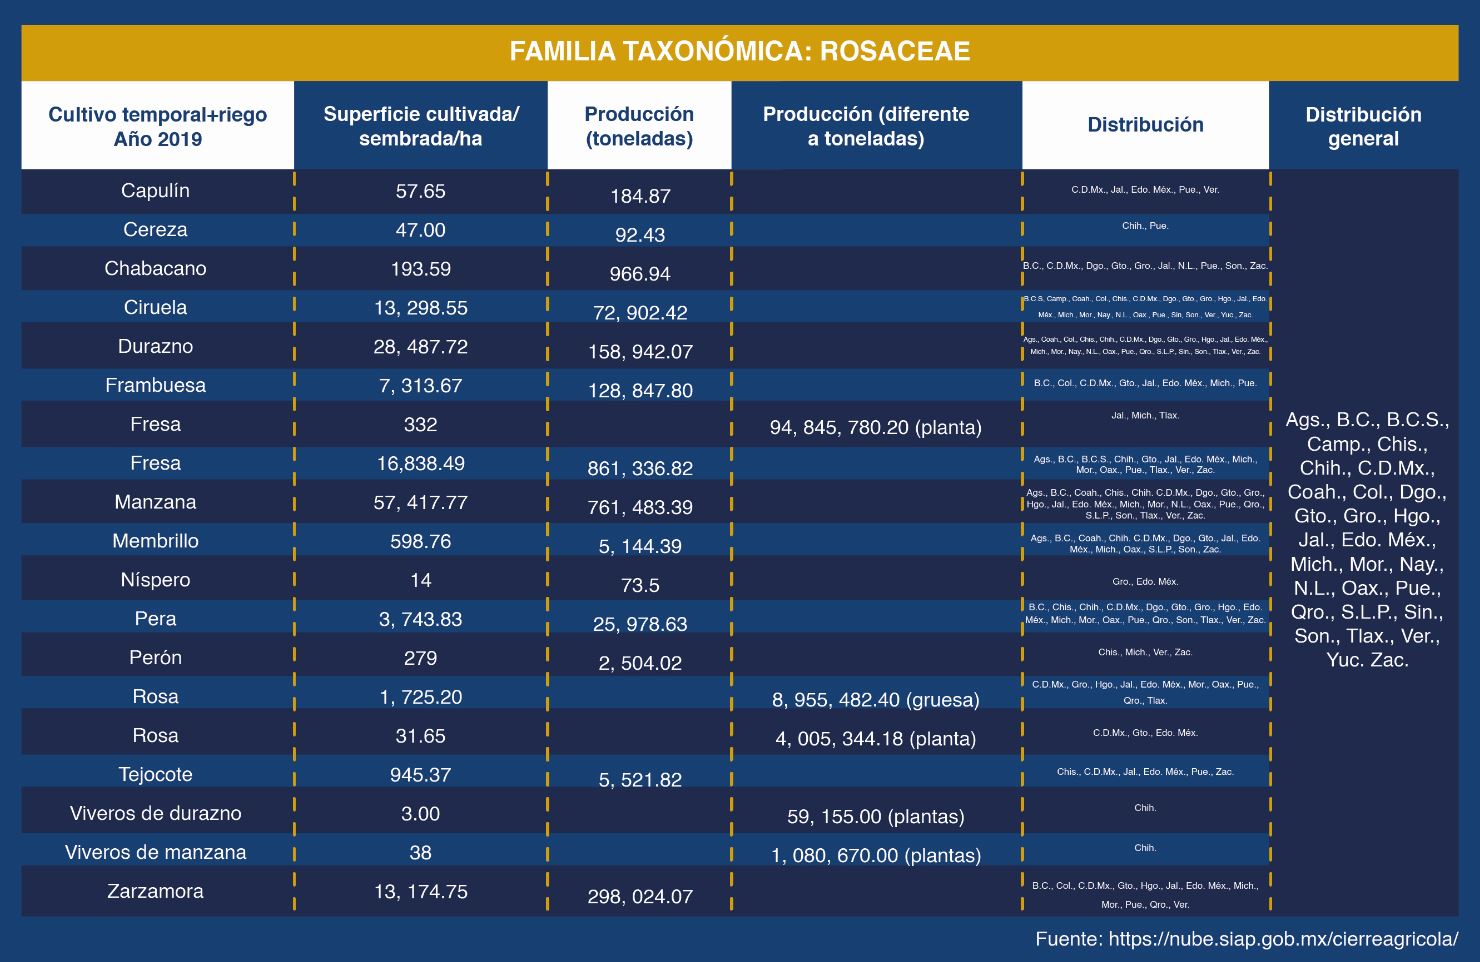 FAMILIA TAXONÓMICA: ROSACEAE
Cultivo temporal+riego
Año 2019
Superficie cultivada/
sembrada/ha
Producción
(toneladas)
Producción (diferente
a toneladas)
Distribución
Distribución
general
Capulín 57.65 184.87 C.D.Mx., Jal., Edo. Méx., Pue., Ver.
Cereza 47.00 92.43 Chih., Pue.
Chabacano 193.59 966.94 B.C., C.D.Mx., Dgo., Gto., Gro., Jal., N.L., Pue., Son., Zac.
Ciruela 13, 298.55 72, 902.42 B.C.S, Camp., Coah., Col., Chis., C.D.Mx., Dgo., Gto., Gro., Hgo., Jal., Edo.
Méx., Mich., Mor., Nay., N.L., Oax., Pue., Sin, Son., Ver., Yuc., Zac.
Durazno 28, 487.72 158, 942.07 Ags., Coah., Col., Chis., Chih., C.D.Mx., Dgo., Gto., Gro., Hgo., Jal., Edo. Méx.,
Mich., Mor., Nay., N.L., Oax., Pue., Qro., S.L.P., Sin., Son., Tlax., Ver., Zac.
Frambuesa 7, 313.67 128, 847.80 B.C., Col., C.D.Mx., Gto., Jal., Edo. Méx., Mich., Pue.
Fresa 332 94, 845, 780.20 (planta) Jal., Mich., Tlax.
Fresa 16,838.49 861, 336.82 Ags., B.C., B.C.S., Chih., Gto., Jal., Edo. Méx., Mich.,
Mor., Oax., Pue., Tlax., Ver., Zac.
Manzana 57, 417.77 761, 483.39 Ags., B.C., Coah., Chis., Chih. C.D.Mx., Dgo., Gto., Gro.,
Hgo., Jal., Edo. Méx., Mich., Mor., N.L., Oax., Pue., Qro.,
S.L.P., Son., Tlax., Ver., Zac.
Membrillo 598.76 5, 144.39 Ags., B.C., Coah., Chih. C.D.Mx., Dgo., Gto., Jal., Edo.
Méx., Mich., Oax., S.L.P., Son., Zac.
Níspero 14 73.5 Gro., Edo. Méx.
Pera 3, 743.83 25, 978.63 B.C., Chis., Chih., C.D.Mx., Dgo., Gto., Gro., Hgo., Edo.
Méx., Mich., Mor., Oax., Pue., Qro., Son., Tlax., Ver., Zac.
Perón 279 2, 504.02 Chis., Mich., Ver., Zac.
Rosa 1, 725.20 8, 955, 482.40 (gruesa) C.D.Mx., Gro., Hgo., Jal., Edo. Méx., Mor., Oax., Pue.,
Qro., Tlax.
Rosa 31.65 4, 005, 344.18 (planta) C.D.Mx., Gto., Edo. Méx.
Tejocote 945.37 5, 521.82 Chis., C.D.Mx., Jal., Edo. Méx., Pue., Zac.
Viveros de durazno 3.00 59, 155.00 (plantas) Chih.
Viveros de manzana 38 1, 080, 670.00 (plantas) Chih.
Zarzamora 13, 174.75 298, 024.07 B.C., Col., C.D.Mx., Gto., Hgo., Jal., Edo. Méx., Mich.,
Mor., Pue., Qro., Ver.
Ags., B.C., B.C.S.,
Camp., Chis.,
Chih., C.D.Mx.,
Coah., Col., Dgo.,
Gto., Gro., Hgo.,
Jal., Edo. Méx.,
Mich., Mor., Nay.,
N.L., Oax., Pue.,
Qro., S.L.P., Sin.,
Son., Tlax., Ver.,
Yuc. Zac.
Fuente: https://nube.siap.gob.mx/cierreagricola/